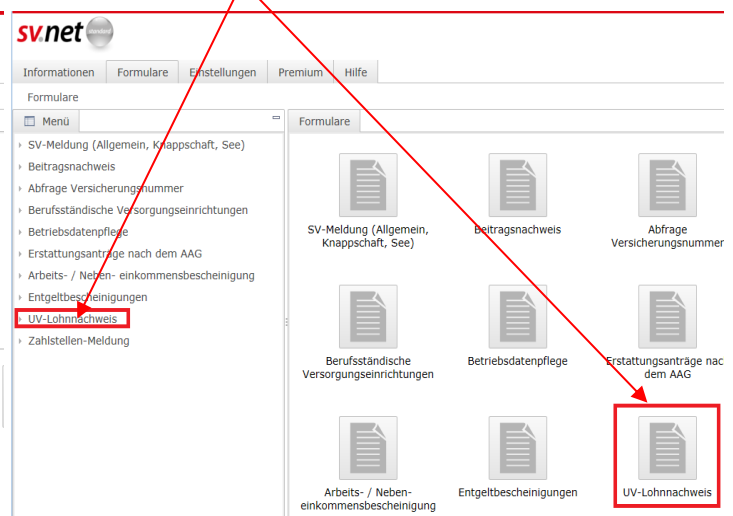 sv.net standard
Informationen Formulare Einstellungen Premium Hilfe
Formulare
Menü
SV-Meldung (Allgemein, Knappschaft, See)
Beitragsnachweis
Abfrage Versicherungsnummer
Berufsständische Versorgungseinrichtungen
Betriebsdatenpflege
Erstattungsanträge nach dem AAG
Arbeits- / Neben- einkommensbescheinigung
Entgeltbescheinigungen
UV-Lohnnachweis
Zahlstellen-Meldung
Formulare
SV-Meldung (Allgemein,
Knappschaft, See)
Beitragsnachweis
Abfrage
Versicherungsnummer
Berufsständische
Versorgungseinrichtungen
Betriebsdatenpflege
Erstattungsanträge nac
dem AAG
Arbeits- / Neben-
einkommensbescheinigung
Entgeltbescheinigungen
UV-Lohnnachweis